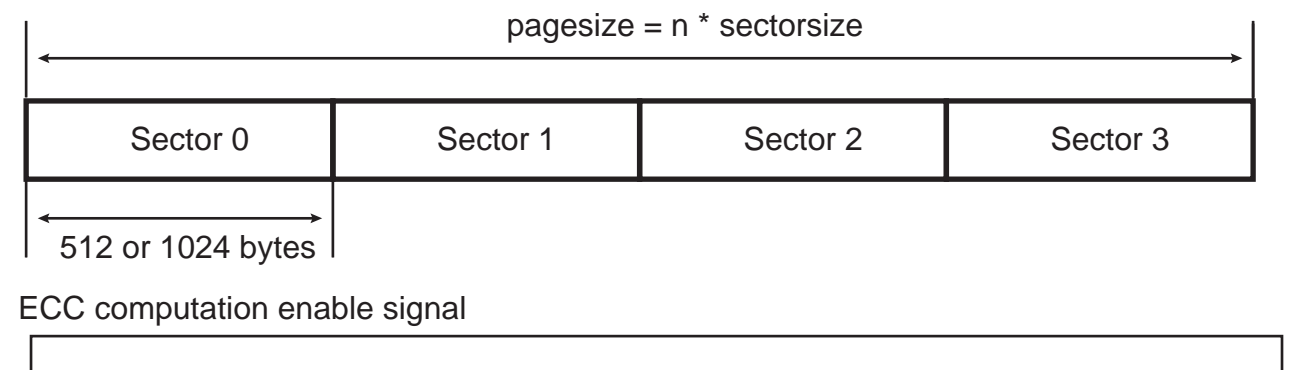 pagesize = n * sectorsize
Sector 0 Sector 1 Sector 2 Sector 3
512 or 1024 bytes
ECC computation enable signal